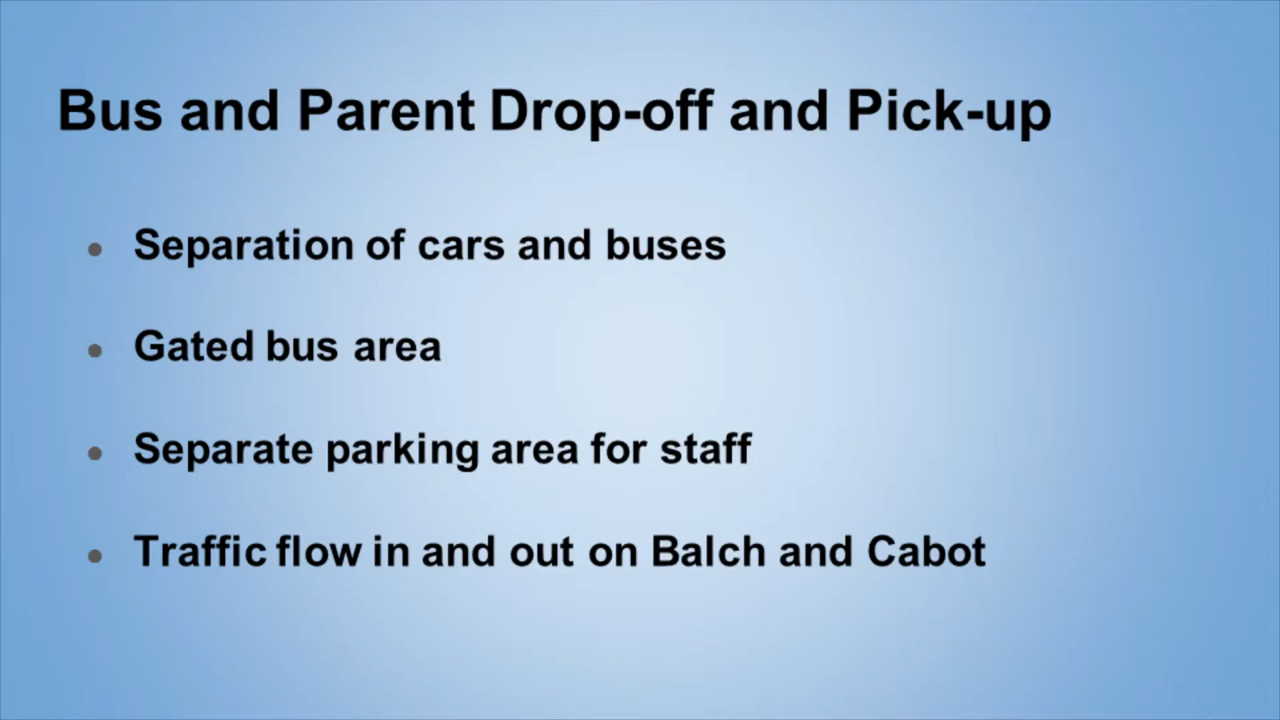 Bus and Parent Drop-off and Pick-up
• Separation of cars and buses
• Gated bus area
• Separate parking area for staff
• Traffic flow in and out on Balch and Cabot